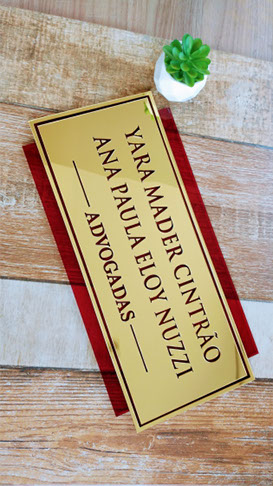 YARA MADER CINTRÃO
ANA PAULA ELOY NUZZI
ADVOGADAS